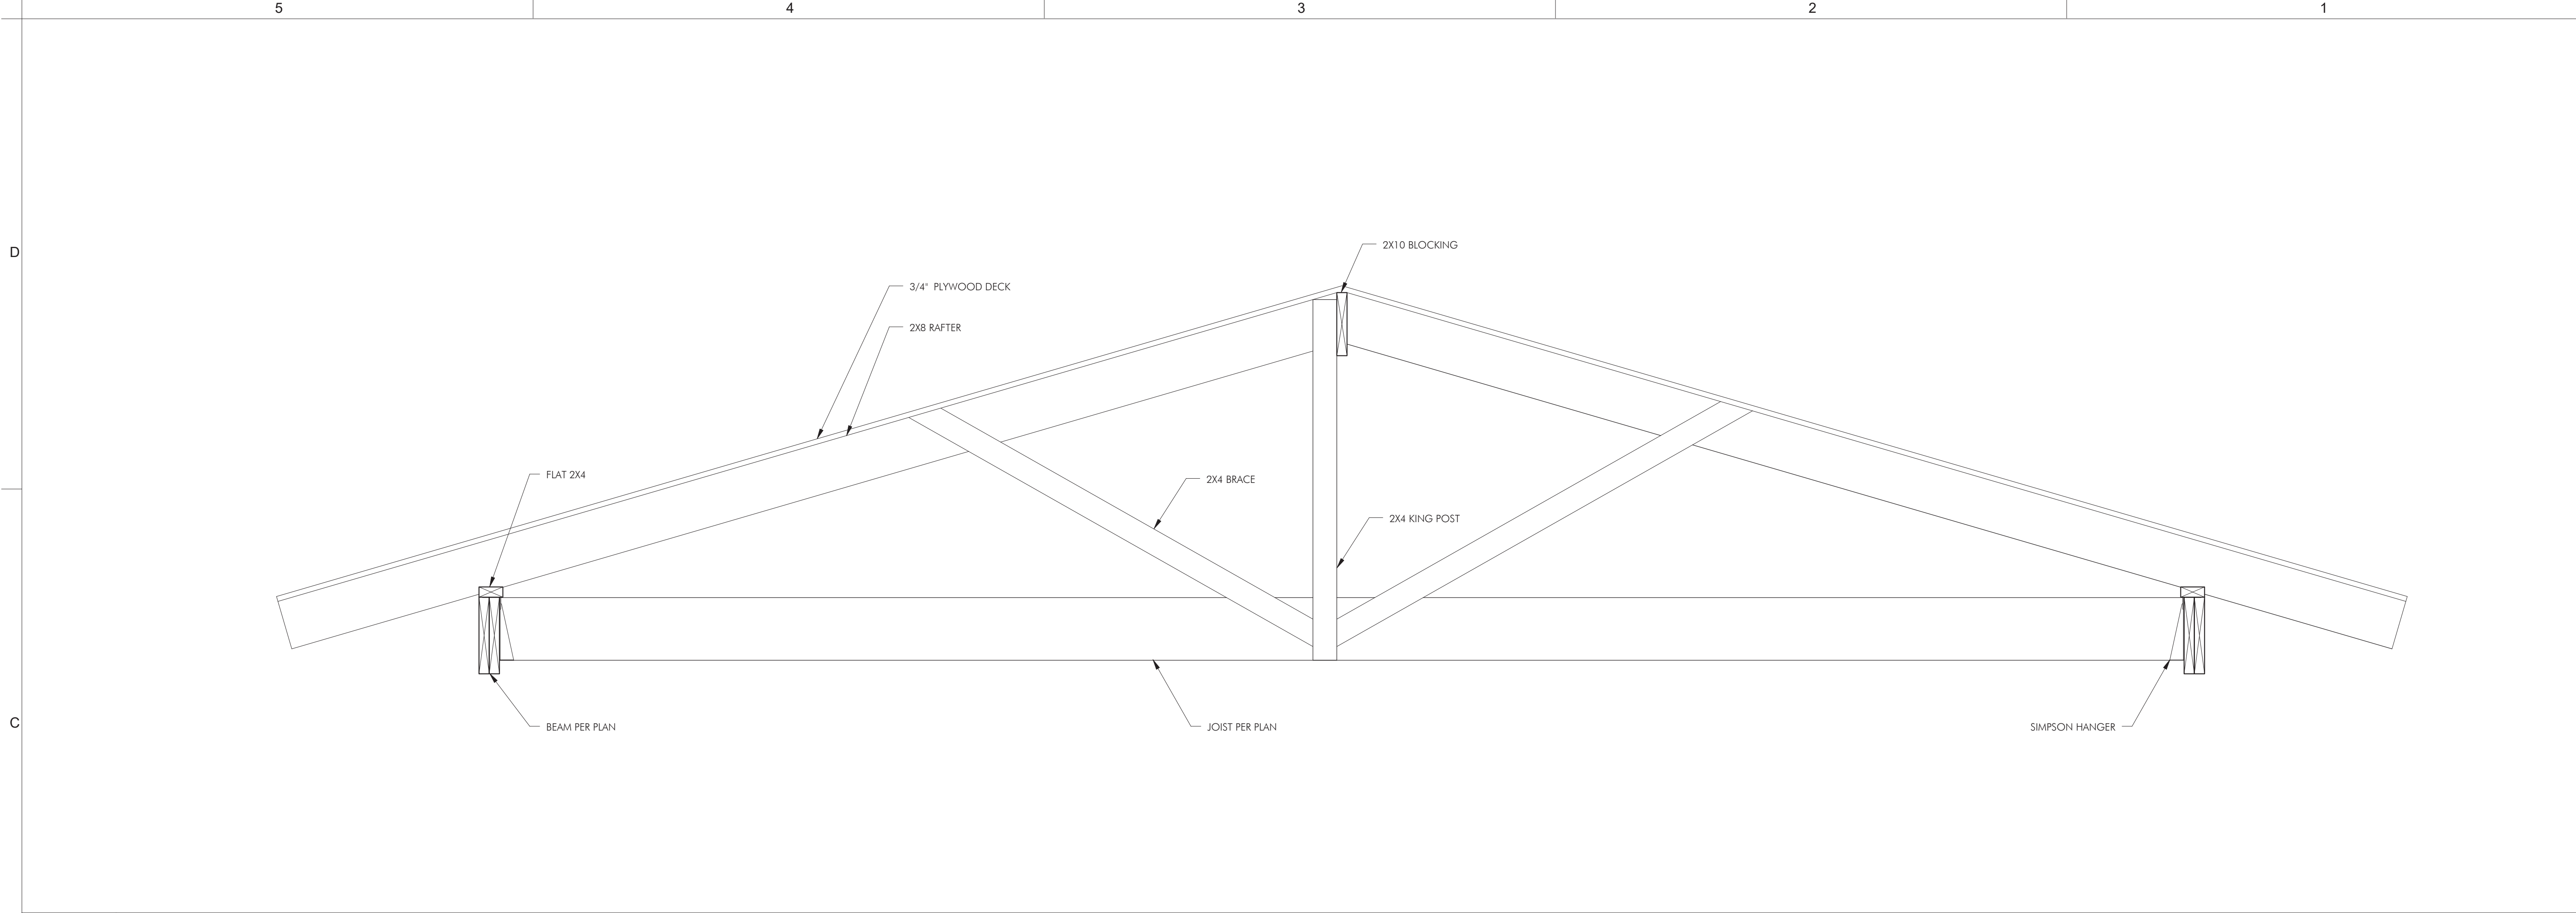 5 4 3 2 1
D
2X10 BLOCKING
3/4" PLYWOOD DECK
2X8 RAFTER
FLAT 2X4
2X4 BRACE
2X4 KING POST
C
BEAM PER PLAN
JOIST PER PLAN
SIMPSON HANGER